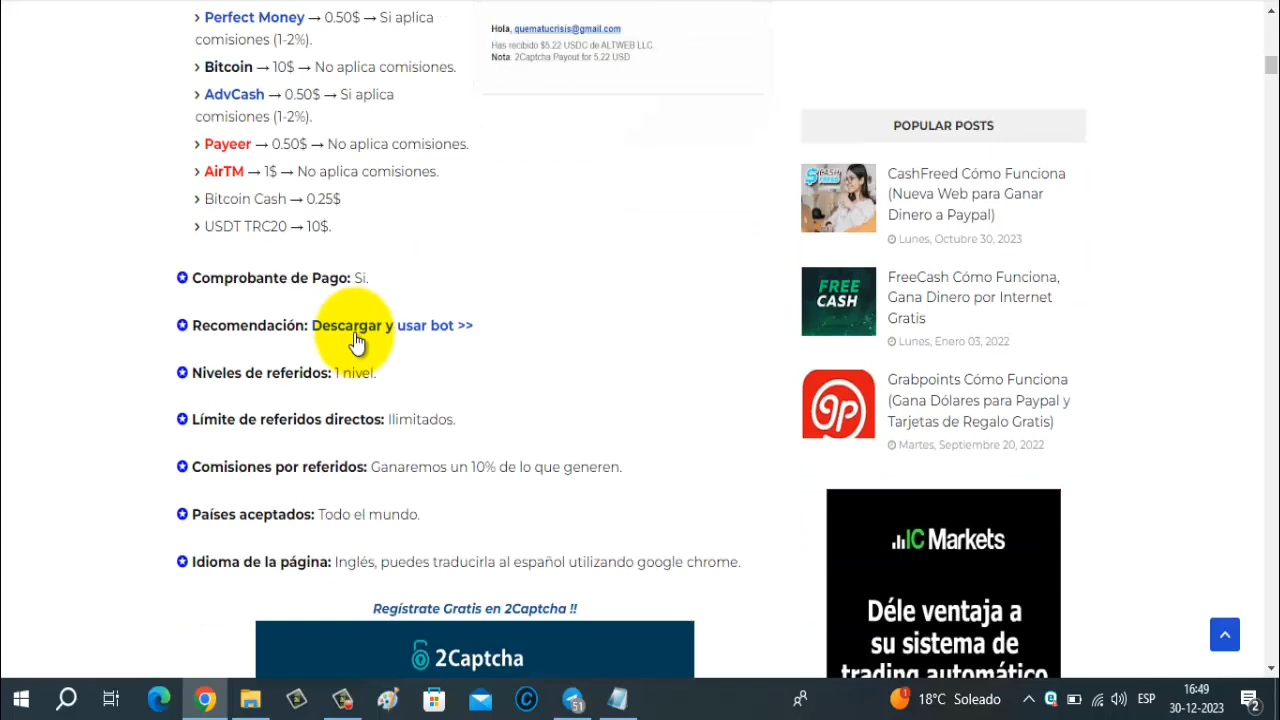 Perfect Money → 0.50$ → Si aplica
comisiones (1-2%).
Bitcoin → 10$ → No aplica comisiones.
AdvCash → 0.50$ → Si aplica
comisiones (1-2%).
Payeer → 0.50$ → No aplica comisiones.
AirTM → 1$ → No aplica comisiones.
Bitcoin Cash → 0.25$
USDT TRC20 → 10$.
Hola, quematucrisis@gmail.com
Has recibido $5.22 USDC de ALTWEB LLC.
Nota: 2Captcha Payout for 5.22 USD
Comprobante de Pago: Si.
Recomendación: Descargar y usar bot >>
Niveles de referidos: 1 nivel.
Límite de referidos directos: Ilimitados.
Comisiones por referidos: Ganaremos un 10% de lo que generen.
Países aceptados: Todo el mundo.
Idioma de la página: Inglés, puedes traducirla al español utilizando google chrome.
Regístrate Gratis en 2Captcha !!
2Captcha
POPULAR POSTS
CashFreed Cómo Funciona
(Nueva Web para Ganar
Dinero a Paypal)
Lunes, Octubre 30, 2023
FREE
CASH
FreeCash Cómo Funciona,
Gana Dinero por Internet
Gratis
Lunes, Enero 03, 2022
gp
Grabpoints Cómo Funciona
(Gana Dólares para Paypal y
Tarjetas de Regalo Gratis)
Martes, Septiembre 20, 2022
IC Markets
Déle ventaja a
su sistema de
trading automático
51
1
18°C Soleado
ESP
16:49
30-12-2023
2